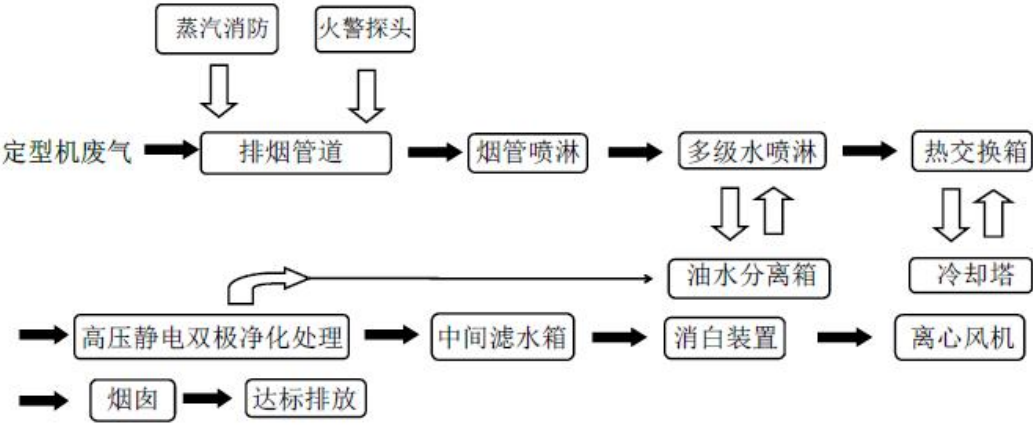 蒸汽消防
火警探头
定型机废气
排烟管道
烟管喷淋
多级水喷淋
热交换箱
油水分离箱
冷却塔
高压静电双极净化处理
中间滤水箱
消白装置
离心风机
烟囱
达标排放